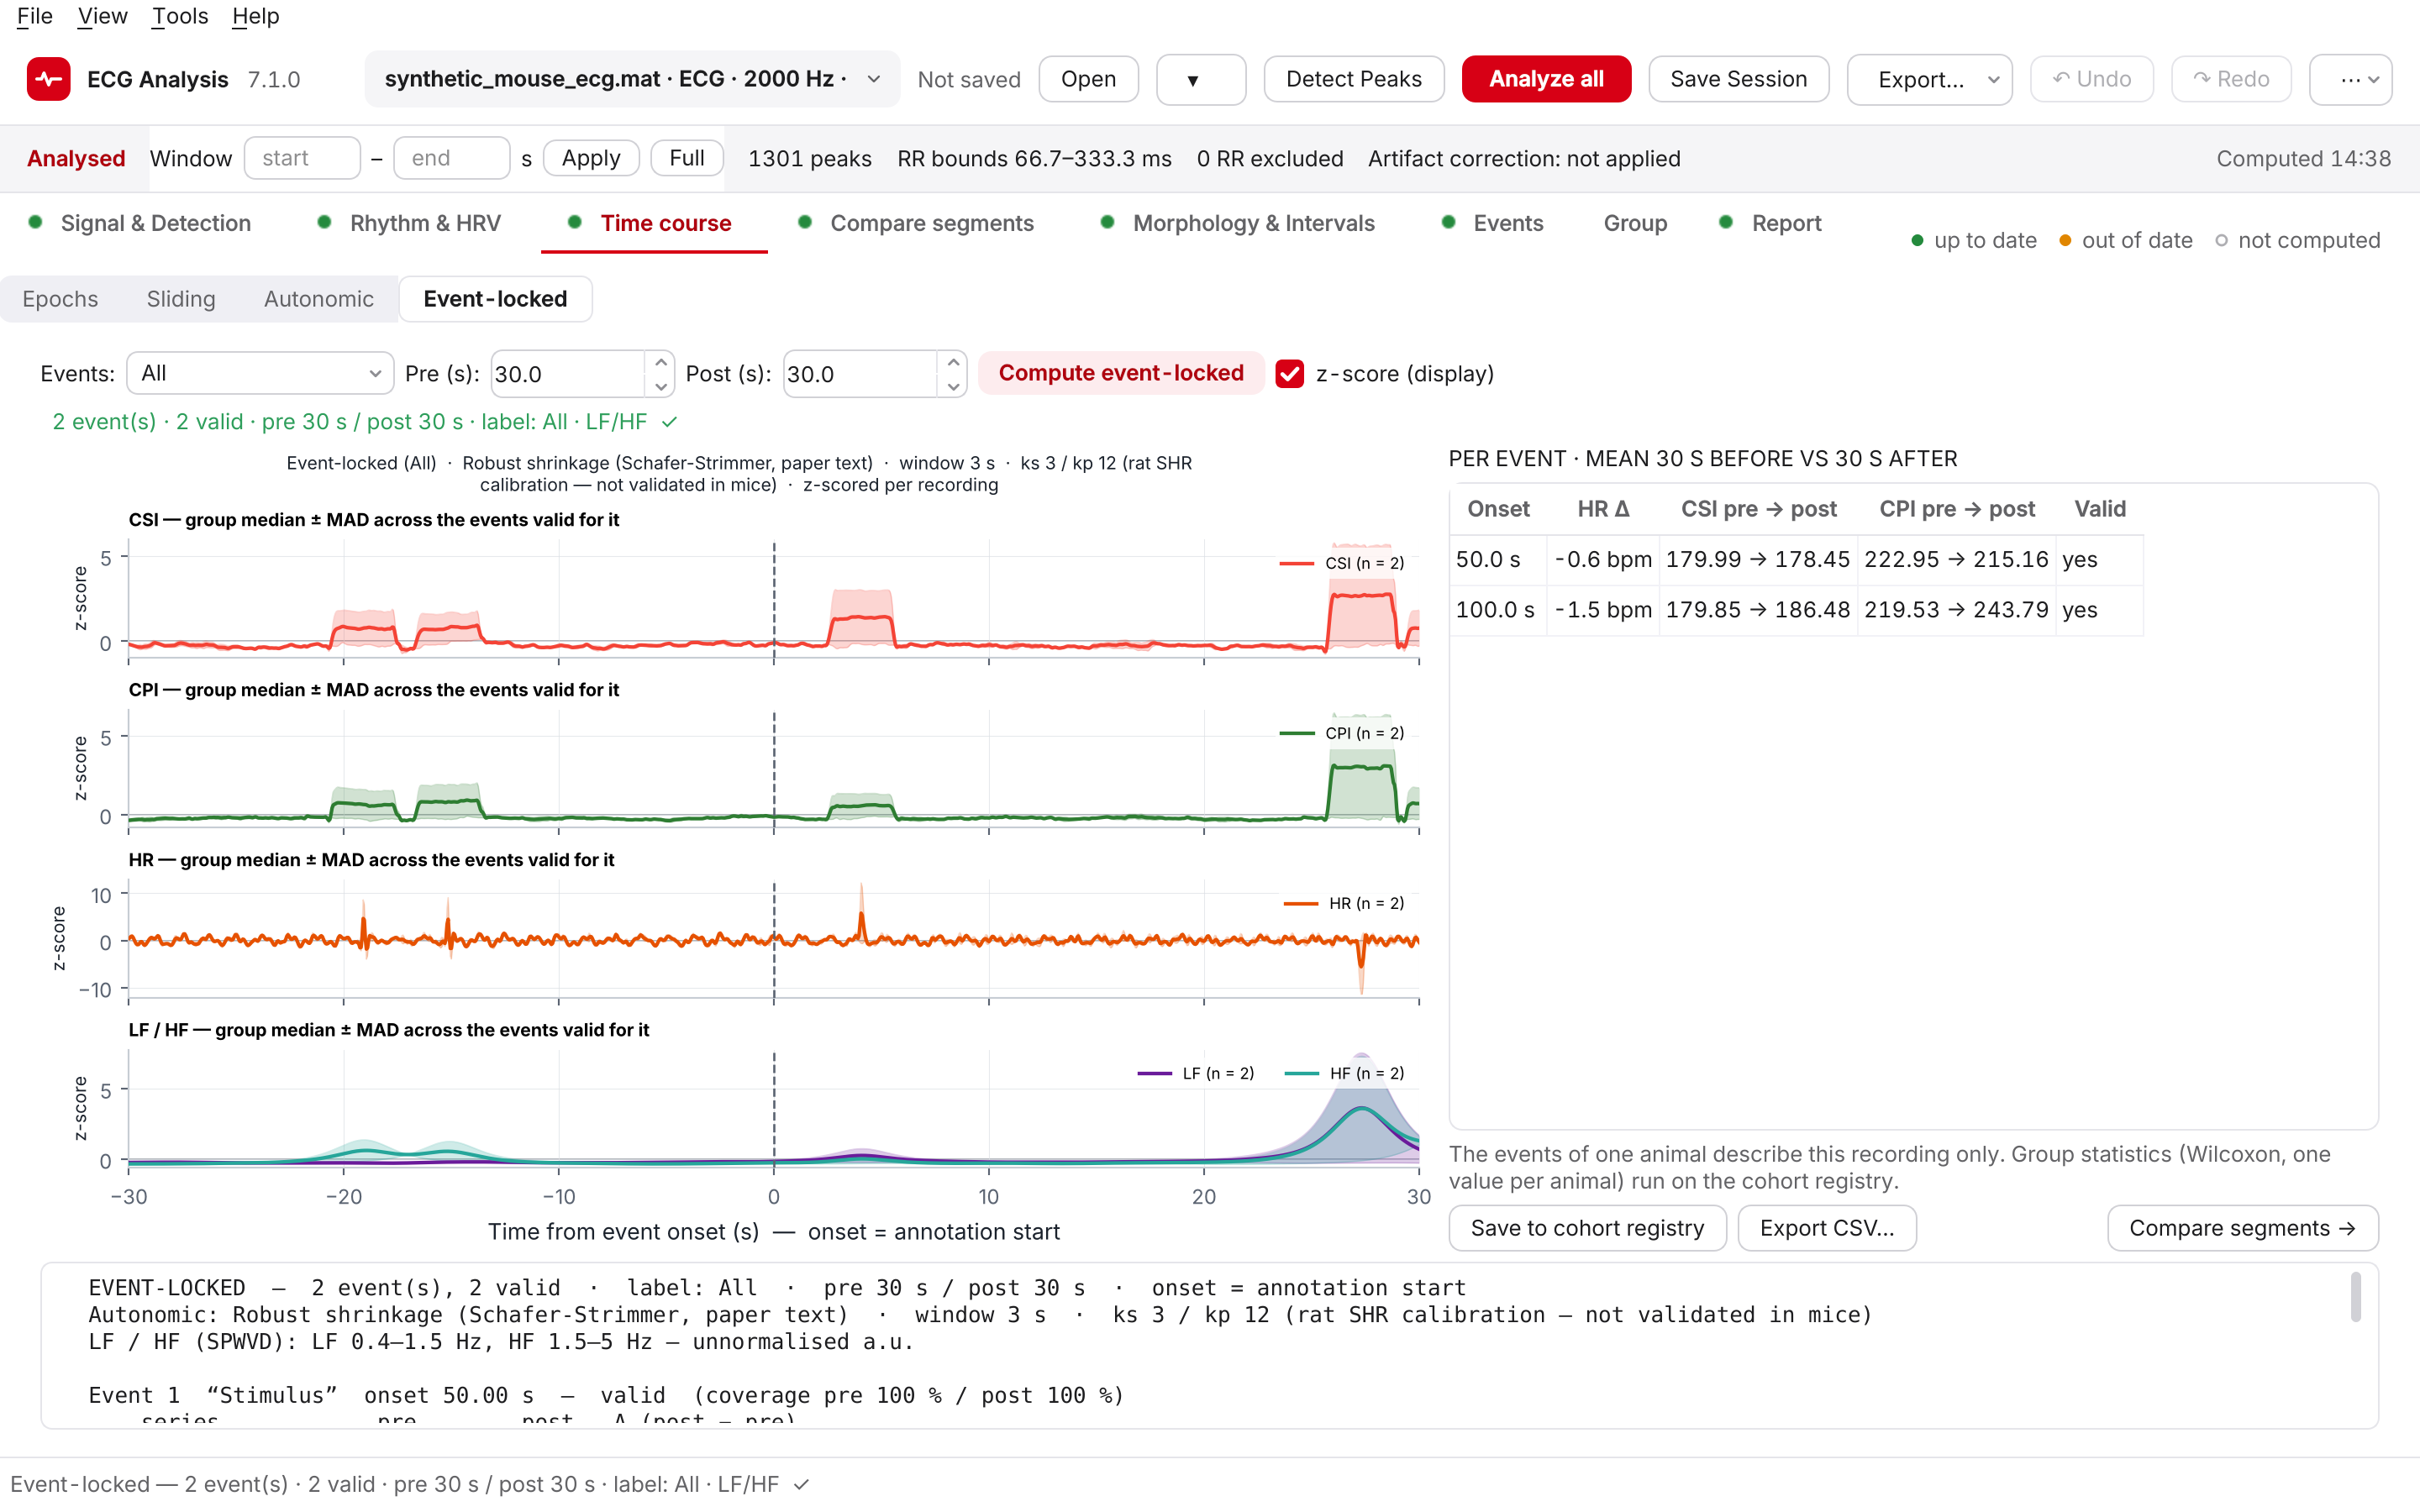 File View Tools Help
ECG Analysis 7.1.0 synthetic_mouse_ecg.mat · ECG · 2000 Hz · Not saved Open ▼ Detect Peaks Analyze all Save Session Export... ↶ Undo ↷ Redo ...
Analysed Window start – end s Apply Full 1301 peaks RR bounds 66.7–333.3 ms 0 RR excluded Artifact correction: not applied Computed 14:38
Signal & Detection Rhythm & HRV Time course Compare segments Morphology & Intervals Events Group Report
up to date out of date not computed
Epochs Sliding Autonomic Event-locked
Events: All Pre (s): 30.0 Post (s): 30.0 Compute event-locked z-score (display)
2 event(s) · 2 valid · pre 30 s / post 30 s · label: All · LF/HF ✓
Event-locked (All) · Robust shrinkage (Schafer-Strimmer, paper text) · window 3 s · ks 3 / kp 12 (rat SHR
calibration — not validated in mice) · z-scored per recording
CSI — group median ± MAD across the events valid for it
z-score
5
0
CSI (n = 2)
CPI — group median ± MAD across the events valid for it
z-score
5
0
CPI (n = 2)
HR — group median ± MAD across the events valid for it
z-score
10
0
−10
HR (n = 2)
LF / HF — group median ± MAD across the events valid for it
z-score
5
0
LF (n = 2) HF (n = 2)
−30 −20 −10 0 10 20 30
Time from event onset (s) — onset = annotation start
PER EVENT · MEAN 30 S BEFORE VS 30 S AFTER
Onset HR Δ CSI pre → post CPI pre → post Valid
50.0 s -0.6 bpm 179.99 → 178.45 222.95 → 215.16 yes
100.0 s -1.5 bpm 179.85 → 186.48 219.53 → 243.79 yes
The events of one animal describe this recording only. Group statistics (Wilcoxon, one
value per animal) run on the cohort registry.
Save to cohort registry Export CSV... Compare segments →
EVENT-LOCKED — 2 event(s), 2 valid · label: All · pre 30 s / post 30 s · onset = annotation start
Autonomic: Robust shrinkage (Schafer-Strimmer, paper text) · window 3 s · ks 3 / kp 12 (rat SHR calibration — not validated in mice)
LF / HF (SPWVD): LF 0.4–1.5 Hz, HF 1.5–5 Hz — unnormalised a.u.
Event 1 “Stimulus” onset 50.00 s — valid (coverage pre 100 % / post 100 %)
series pre post Δ (post − pre)
Event-locked — 2 event(s) · 2 valid · pre 30 s / post 30 s · label: All · LF/HF ✓